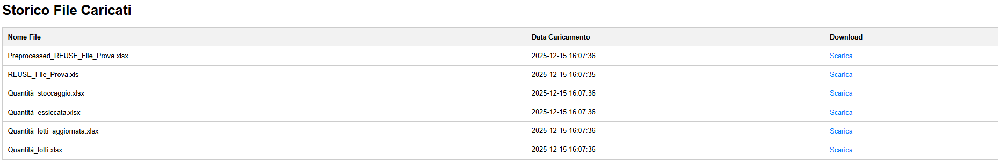 Storico File Caricati
Nome File Data Caricamento Download
Preprocessed_REUSE_File_Prova.xlsx 2025-12-15 16:07:36 Scarica
REUSE_File_Prova.xls 2025-12-15 16:07:35 Scarica
Quantità_stoccaggio.xlsx 2025-12-15 16:07:36 Scarica
Quantità_essiccata.xlsx 2025-12-15 16:07:36 Scarica
Quantità_lotti_aggiornata.xlsx 2025-12-15 16:07:36 Scarica
Quantità_lotti.xlsx 2025-12-15 16:07:36 Scarica